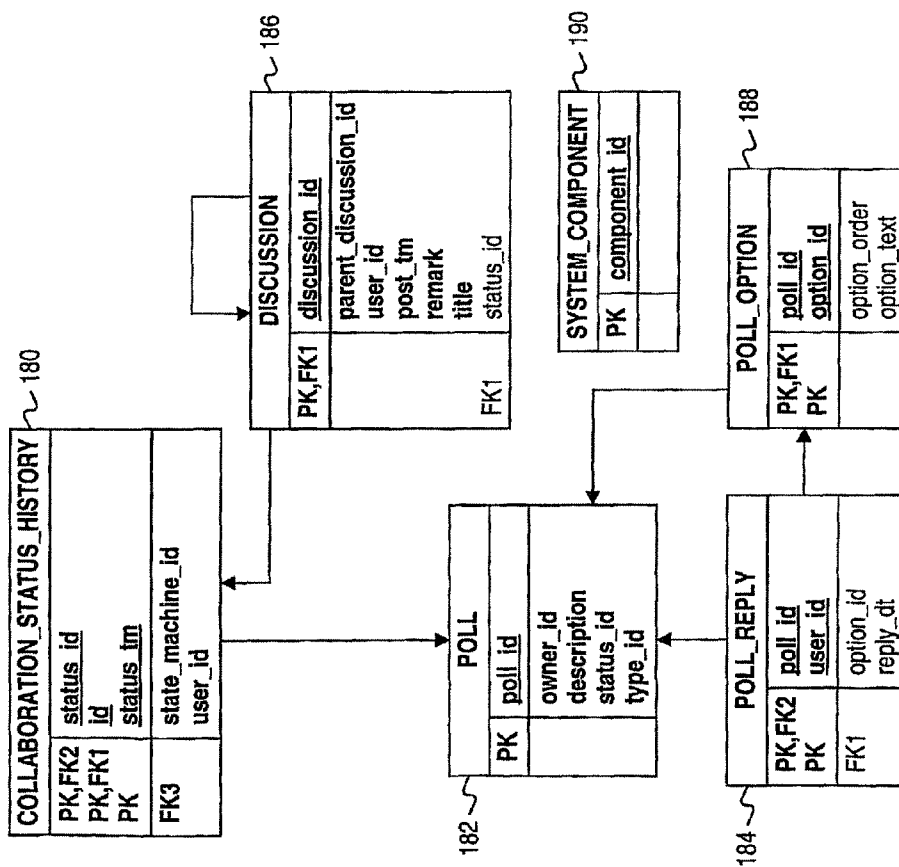 COLLABORATION_STATUS_HISTORY
180
PK,FK2 status_id
PK,FK1 id
PK status_tm
FK3 state_machine_id
user_id
DISCUSSION
186
PK,FK1 discussion_id
parent_discussion_id
user_id
post_tm
remark
title
FK1 status_id
POLL
182
PK poll_id
owner_id
description
status_id
type_id
SYSTEM_COMPONENT
190
PK component_id
POLL_REPLY
184
PK,FK2 poll_id
PK user_id
FK1 option_id
reply_dt
POLL_OPTION
188
PK,FK1 poll_id
PK option_id
option_order
option_text